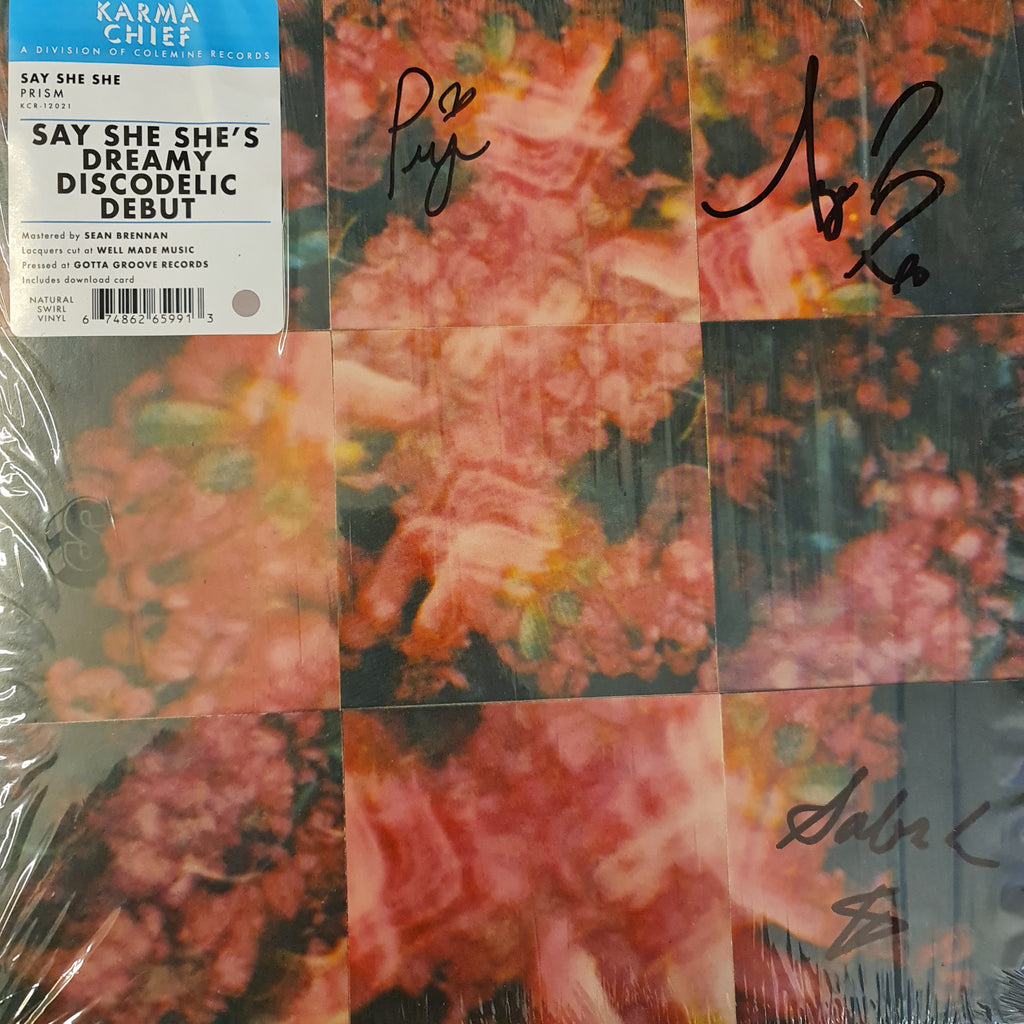 KARMA
CHIEF
A DIVISION OF COLEMINE RECORDS
SAY SHE SHE
PRISM
KCR-12021
SAY SHE SHE'S
DREAMY
DISCODELIC
DEBUT
Mastered by SEAN BRENNAN
Lacquers cut at WELL MADE MUSIC
Pressed at GOTTA GROOVE RECORDS
Includes download card
NATURAL
SWIRL
VINYL
6 74862 65991 3
Piya
S